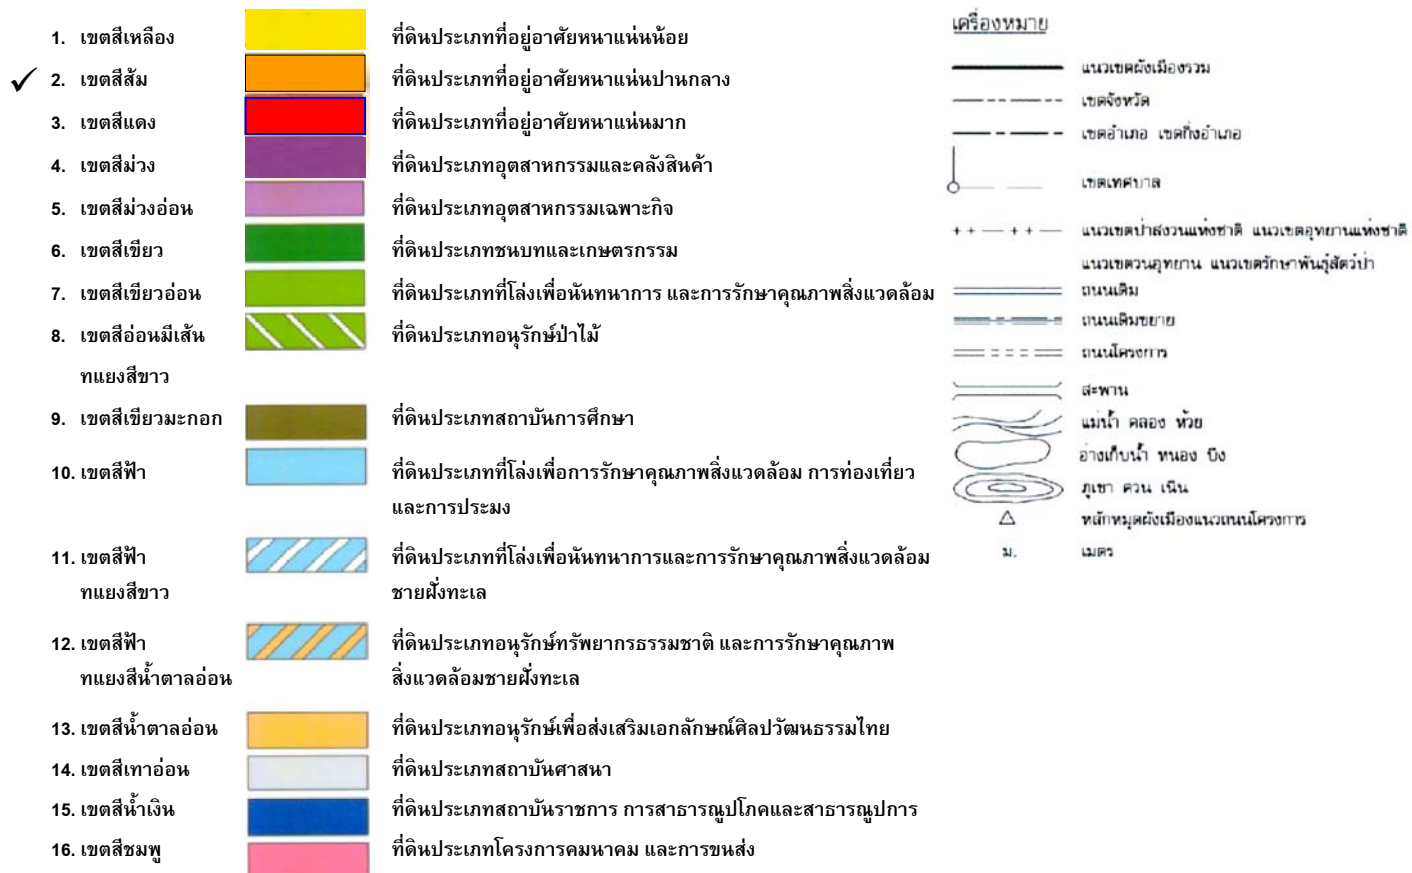 1. เขตสีเหลือง ที่ดินประเภทที่อยู่อาศัยหนาแน่นน้อย
✓ 2. เขตสีส้ม ที่ดินประเภทที่อยู่อาศัยหนาแน่นปานกลาง
3. เขตสีแดง ที่ดินประเภทที่อยู่อาศัยหนาแน่นมาก
4. เขตสีม่วง ที่ดินประเภทอุตสาหกรรมและคลังสินค้า
5. เขตสีม่วงอ่อน ที่ดินประเภทอุตสาหกรรมเฉพาะกิจ
6. เขตสีเขียว ที่ดินประเภทชนบทและเกษตรกรรม
7. เขตสีเขียวอ่อน ที่ดินประเภทที่โล่งเพื่อนันทนาการ และการรักษาคุณภาพสิ่งแวดล้อม
8. เขตสีอ่อนมีเส้น ที่ดินประเภทอนุรักษ์ป่าไม้
ทแยงสีขาว
9. เขตสีเขียวมะกอก ที่ดินประเภทสถาบันการศึกษา
10. เขตสีฟ้า ที่ดินประเภทที่โล่งเพื่อการรักษาคุณภาพสิ่งแวดล้อม การท่องเที่ยว
และการประมง
11. เขตสีฟ้า ที่ดินประเภทที่โล่งเพื่อนันทนาการและการรักษาคุณภาพสิ่งแวดล้อม
ทแยงสีขาว ชายฝั่งทะเล
12. เขตสีฟ้า ที่ดินประเภทอนุรักษ์ทรัพยากรธรรมชาติ และการรักษาคุณภาพ
ทแยงสีน้ำตาลอ่อน สิ่งแวดล้อมชายฝั่งทะเล
13. เขตสีน้ำตาลอ่อน ที่ดินประเภทอนุรักษ์เพื่อส่งเสริมเอกลักษณ์ศิลปวัฒนธรรมไทย
14. เขตสีเทาอ่อน ที่ดินประเภทสถาบันศาสนา
15. เขตสีน้ำเงิน ที่ดินประเภทสถาบันราชการ การสาธารณูปโภคและสาธารณูปการ
16. เขตสีชมพู ที่ดินประเภทโครงการคมนาคม และการขนส่ง
เครื่องหมาย
แนวเขตผังเมืองรวม
เขตจังหวัด
เขตอำเภอ เขตกิ่งอำเภอ
เขตเทศบาล
แนวเขตป่าสงวนแห่งชาติ แนวเขตอุทยานแห่งชาติ
แนวเขตวนอุทยาน แนวเขตรักษาพันธุ์สัตว์ป่า
ถนนเดิม
ถนนเดิมขยาย
ถนนโครงการ
สะพาน
แม่น้ำ คลอง ห้วย
อ่างเก็บน้ำ หนอง บึง
ภูเขา ควน เนิน
หลักหมุดผังเมืองแนวถนนโครงการ
ม. เมตร